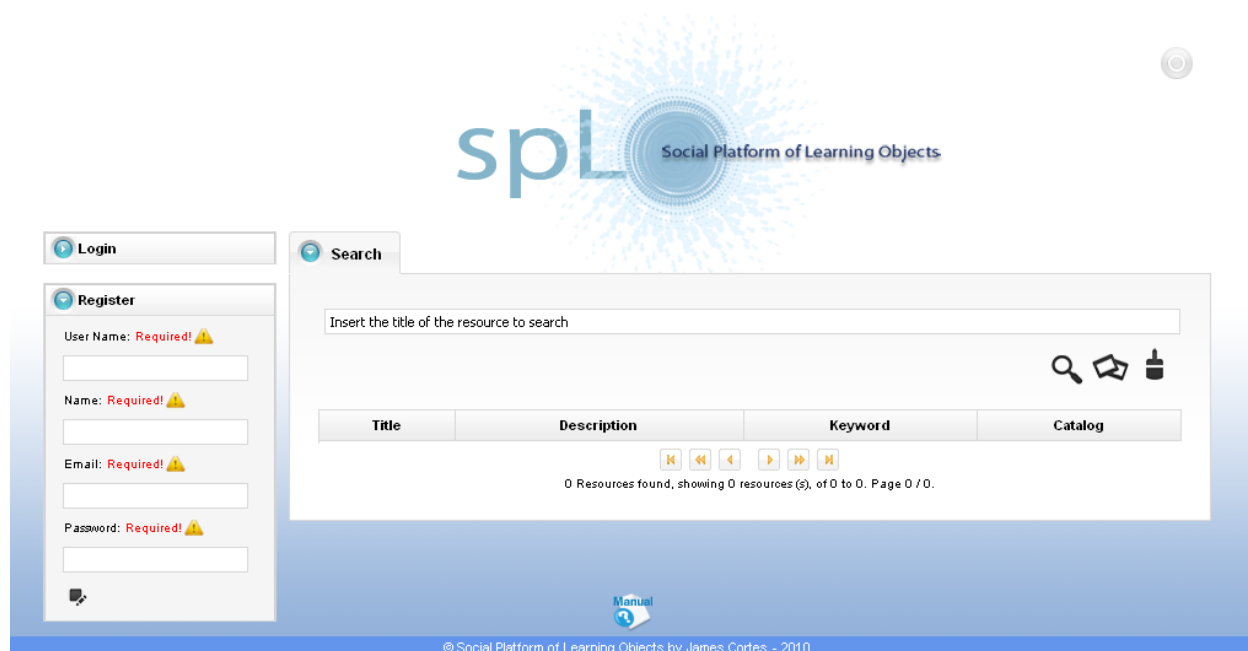 spL
Social Platform of Learning Objects
Login
Register
User Name: Required!
Name: Required!
Email: Required!
Password: Required!
Search
Insert the title of the resource to search
Title Description Keyword Catalog
0 Resources found, showing 0 resources (s), of 0 to 0. Page 0 / 0.
Manual
© Social Platform of Learning Objects by James Cortes - 2010